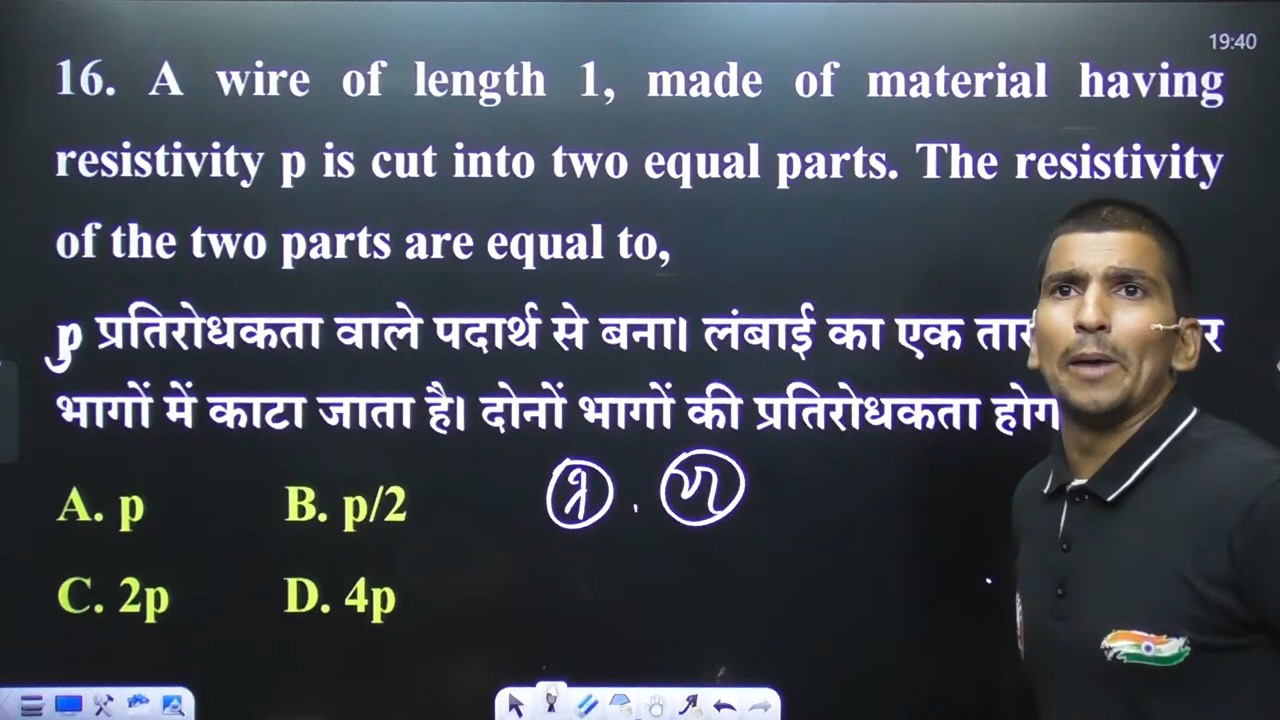 19:40
16. A wire of length 1, made of material having
resistivity p is cut into two equal parts. The resistivity
of the two parts are equal to,
p प्रतिरोधकता वाले पदार्थ से बना। लंबाई का एक तार
भागों में काटा जाता है। दोनों भागों की प्रतिरोधकता
A. p B. p/2
C. 2p D. 4p